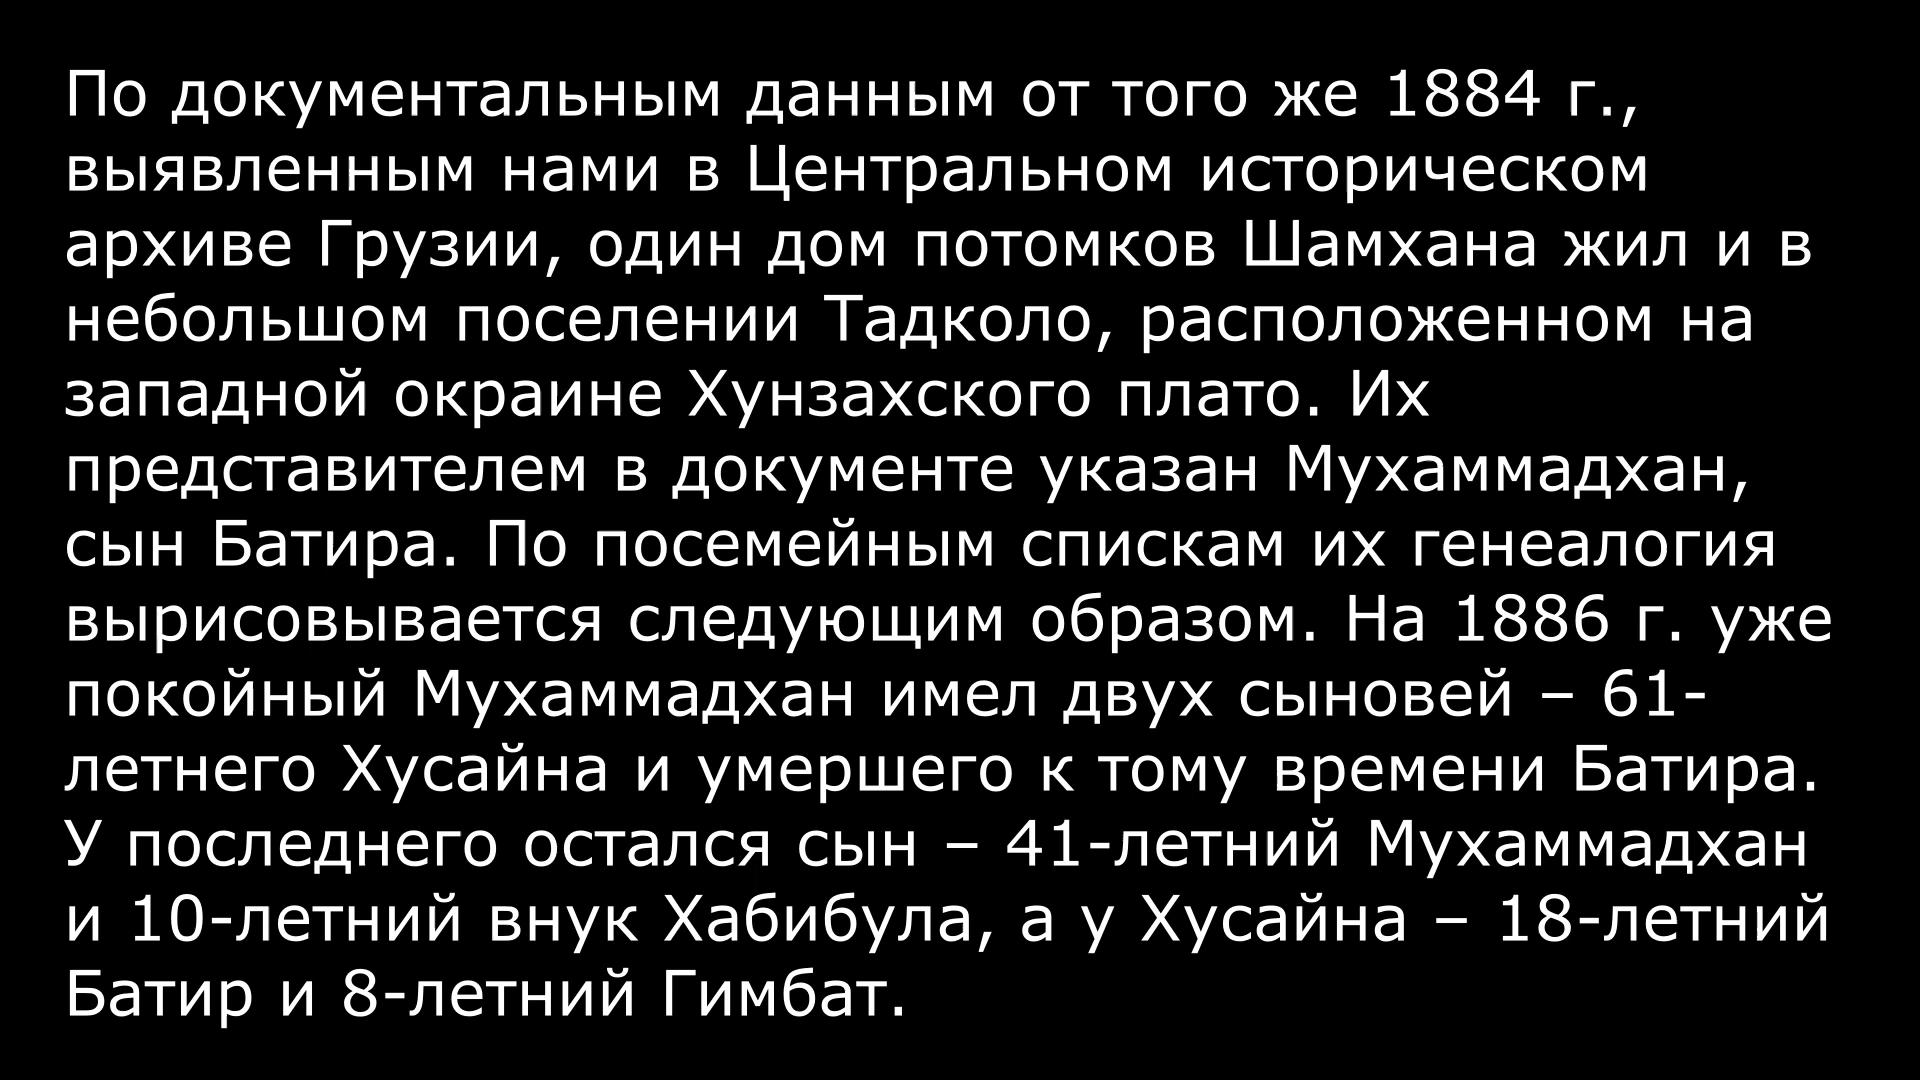 По документальным данным от того же 1884 г.,
выявленным нами в Центральном историческом
архиве Грузии, один дом потомков Шамхана жил и в
небольшом поселении Тадколо, расположенном на
западной окраине Хунзахского плато. Их
представителем в документе указан Мухаммадхан,
сын Батира. По посемейным спискам их генеалогия
вырисовывается следующим образом. На 1886 г. уже
покойный Мухаммадхан имел двух сыновей – 61-
летнего Хусайна и умершего к тому времени Батира.
У последнего остался сын – 41-летний Мухаммадхан
и 10-летний внук Хабибула, а у Хусайна – 18-летний
Батир и 8-летний Гимбат.